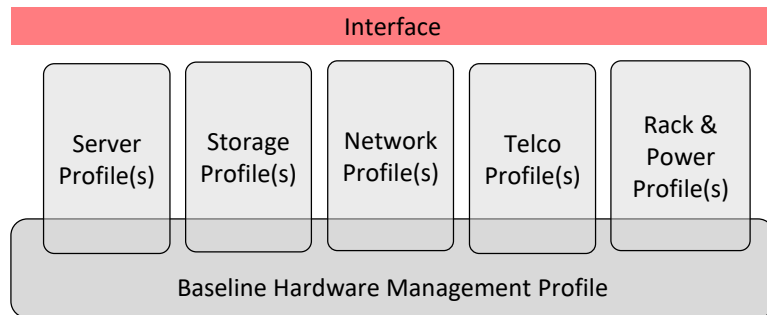 Interface
Server
Profile(s)
Storage
Profile(s)
Network
Profile(s)
Telco
Profile(s)
Rack &
Power
Profile(s)
Baseline Hardware Management Profile